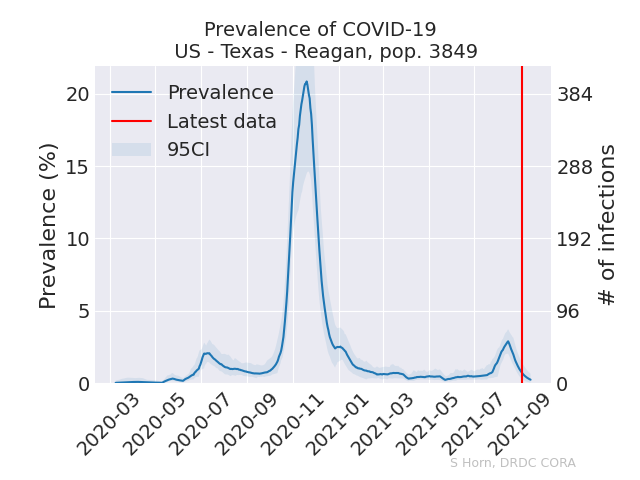 Prevalence of COVID-19
US - Texas - Reagan, pop. 3849
Prevalence
Latest data
95CI
Prevalence (%)
20
15
10
5
0
384
288
192
96
0
# of infections
2020-03
2020-05
2020-07
2020-09
2020-11
2021-01
2021-03
2021-05
2021-07
2021-09
S Horn, DRDC CORA